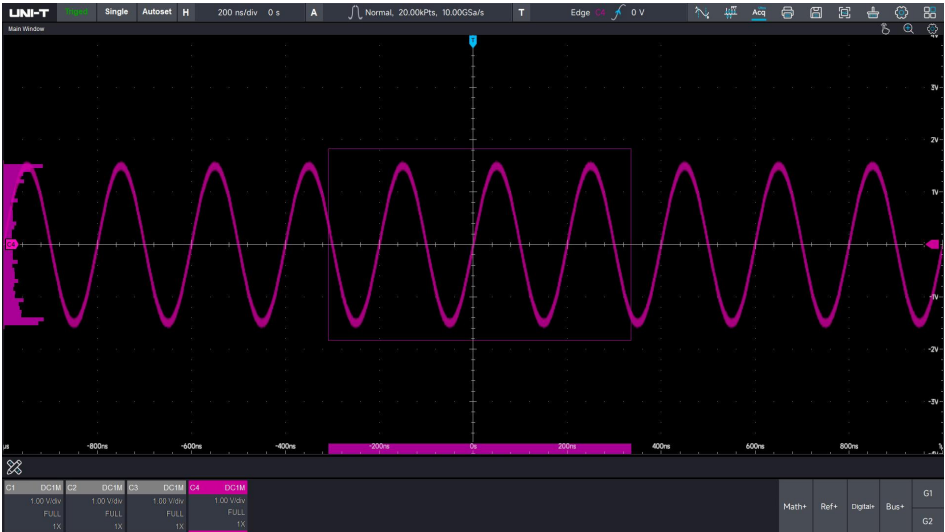 UNI-T Triged Single Autoset H 200 ns/div 0 s A Normal, 20.00kPts, 10.00GSa/s T Edge C4 0 V Acq
Main Window
T
3V
2V
1V
C4
-1V
-2V
-3V
µs -800ns -600ns -400ns -200ns 0s 200ns 400ns 600ns 800ns
C1 DC1M C2 DC1M C3 DC1M C4 DC1M
1.00 V/div 1.00 V/div 1.00 V/div 1.00 V/div
FULL FULL FULL FULL
1X 1X 1X 1X
Math+ Ref+ Digital+ Bus+ G1
G2